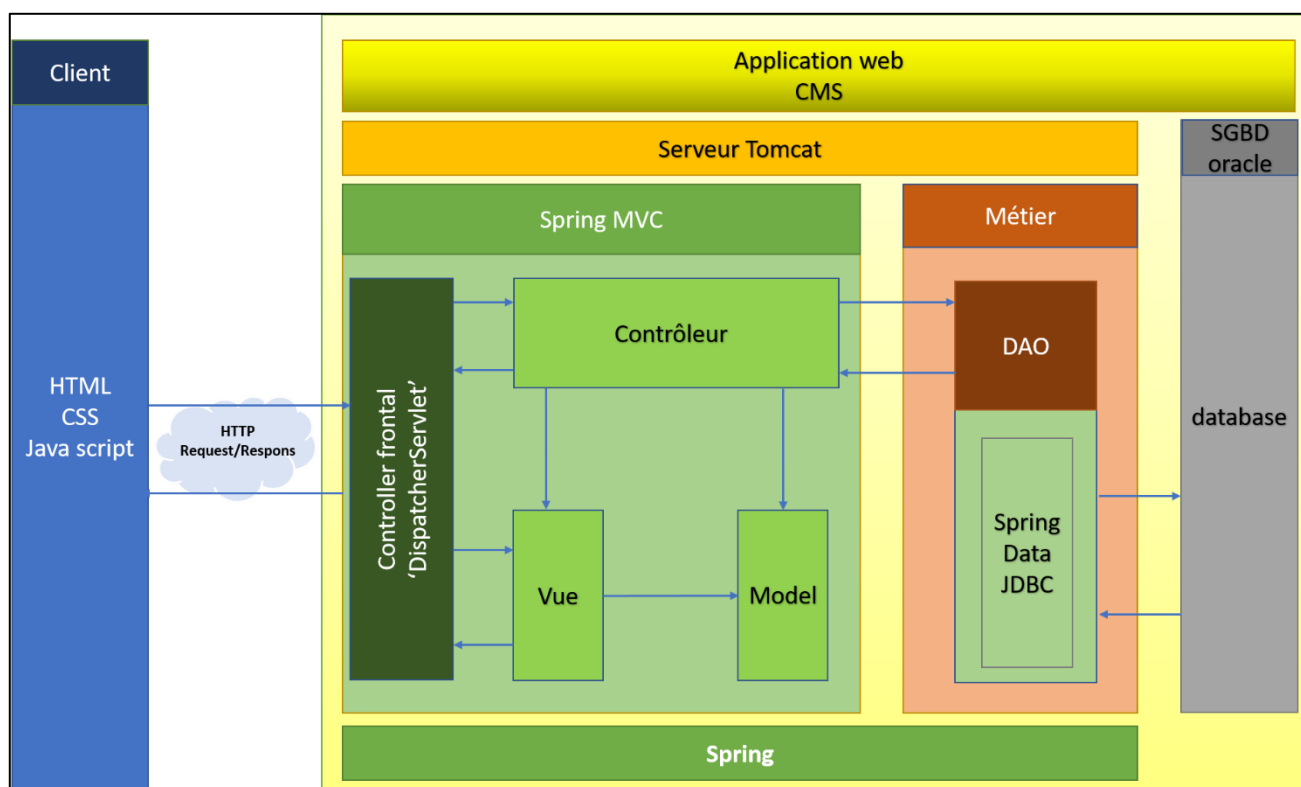 Client
Application web
CMS
Serveur Tomcat
SGBD
oracle
Spring MVC
Métier
Contrôleur
DAO
HTML
CSS
Java script
HTTP
Request/Respons
Controller frontal
‘DispatcherServlet’
database
Vue
Model
Spring
Data
JDBC
Spring